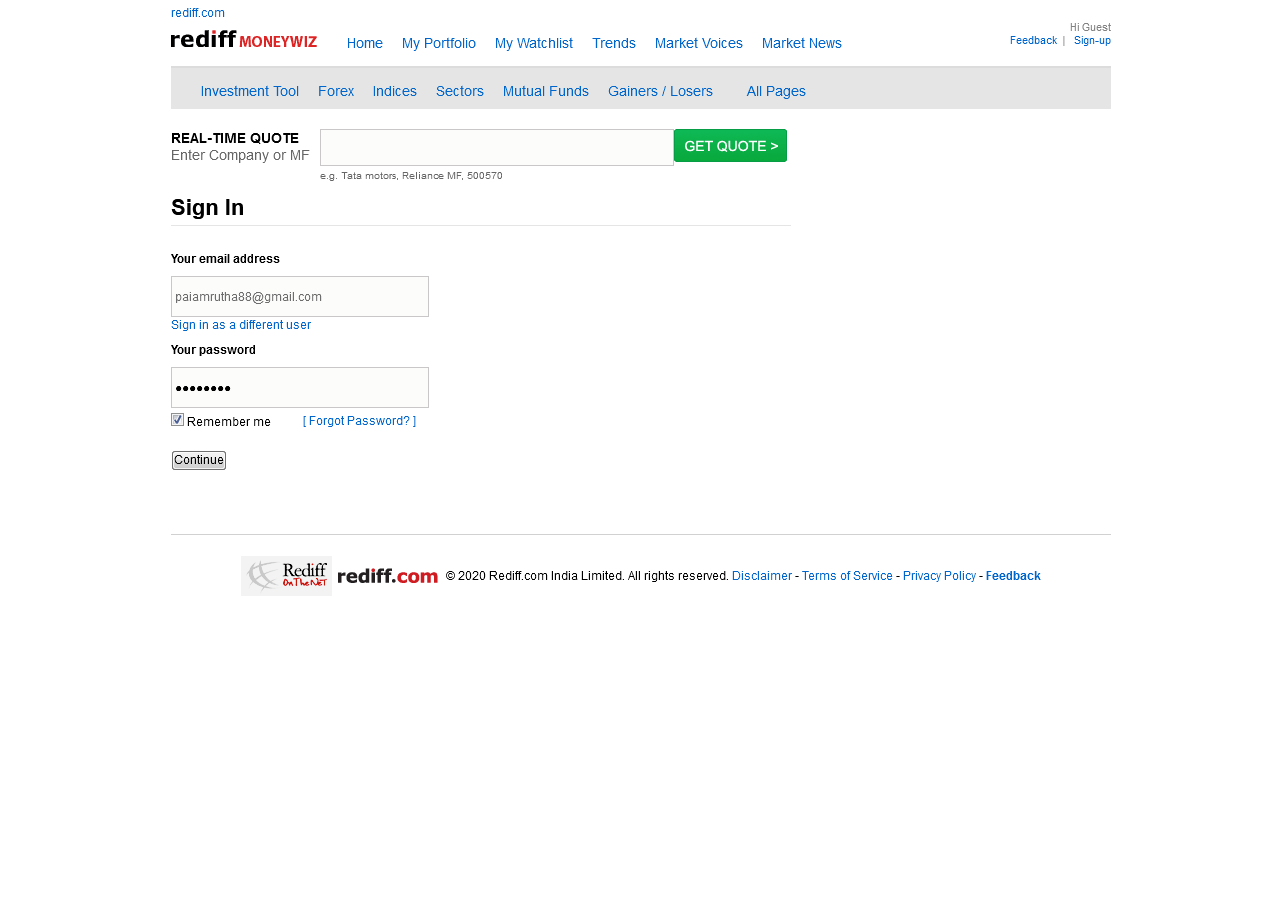 rediff.com
rediff MONEYWIZ
Home My Portfolio My Watchlist Trends Market Voices Market News
Hi Guest
Feedback | Sign-up
Investment Tool Forex Indices Sectors Mutual Funds Gainers / Losers All Pages
REAL-TIME QUOTE
Enter Company or MF
GET QUOTE >
e.g. Tata motors, Reliance MF, 500570
Sign In
Your email address
paiamrutha88@gmail.com
Sign in as a different user
Your password
••••••••
Remember me [ Forgot Password? ]
Continue
Rediff
On The NeT
rediff.com © 2020 Rediff.com India Limited. All rights reserved. Disclaimer - Terms of Service - Privacy Policy - Feedback